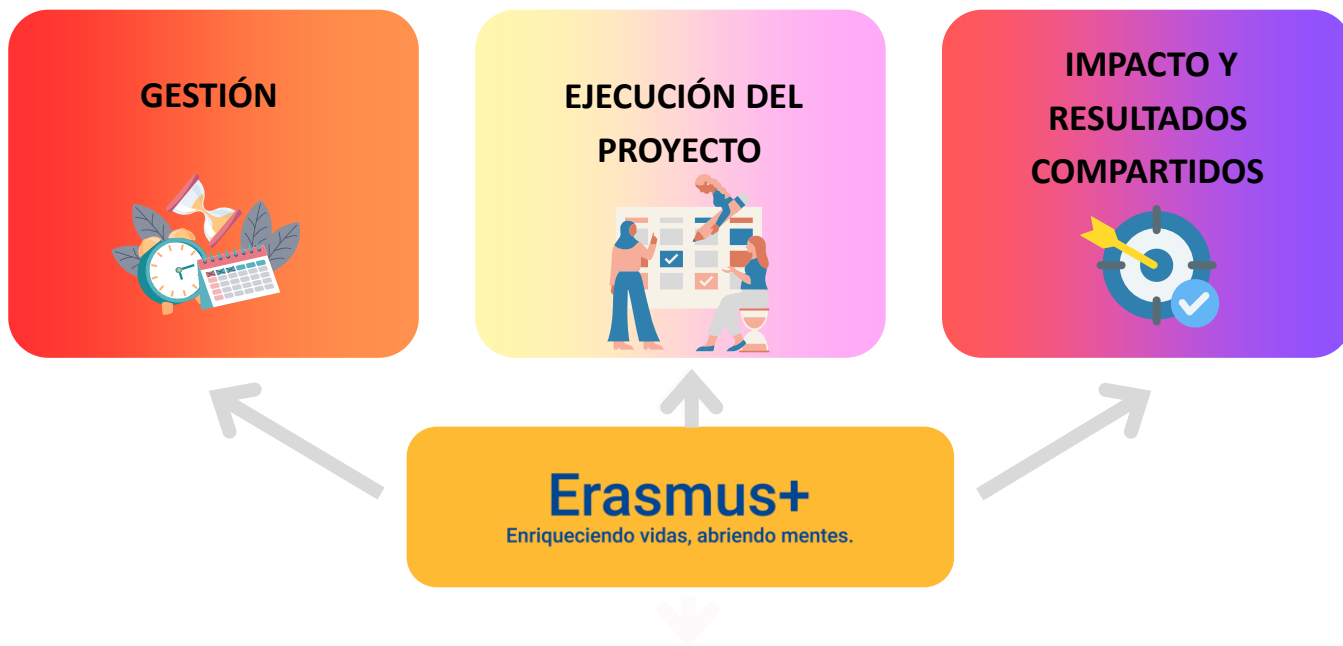 GESTIÓN
EJECUCIÓN DEL
PROYECTO
IMPACTO Y
RESULTADOS
COMPARTIDOS
Erasmus+
Enriqueciendo vidas, abriendo mentes.